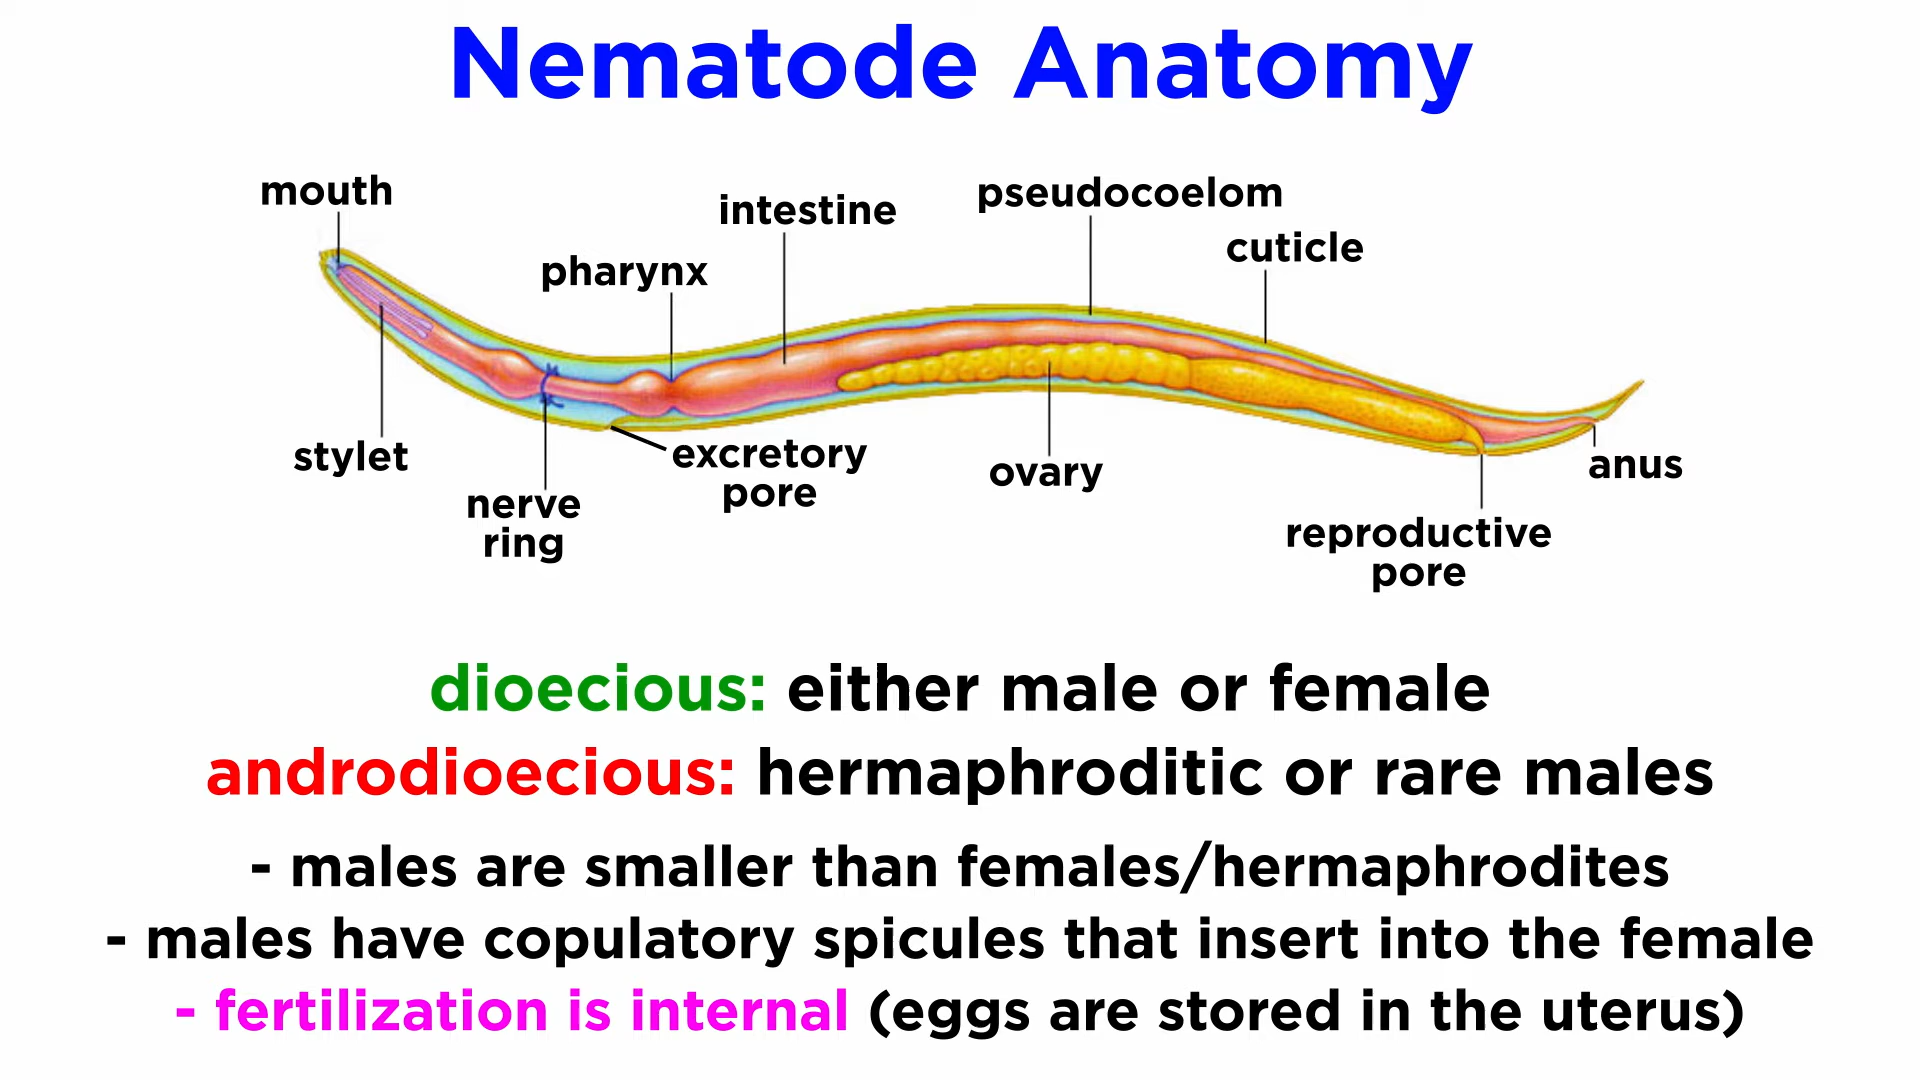 Nematode Anatomy
mouth
intestine
pseudocoelom
cuticle
pharynx
stylet
nerve
ring
excretory
pore
ovary
anus
reproductive
pore
dioecious: either male or female
androdioecious: hermaphroditic or rare males
- males are smaller than females/hermaphrodites
- males have copulatory spicules that insert into the female
- fertilization is internal (eggs are stored in the uterus)